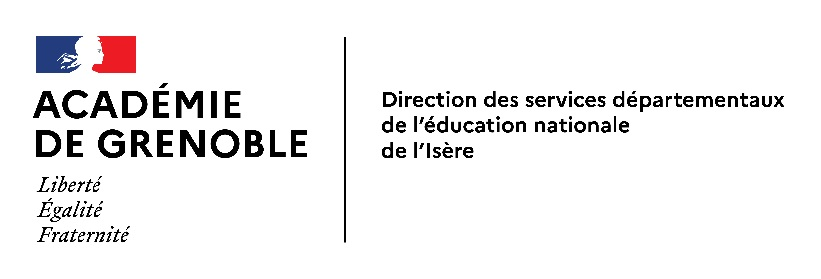 ACADÉMIE
DE GRENOBLE
Liberté
Égalité
Fraternité
Direction des services départementaux
de l'éducation nationale
de l'Isère